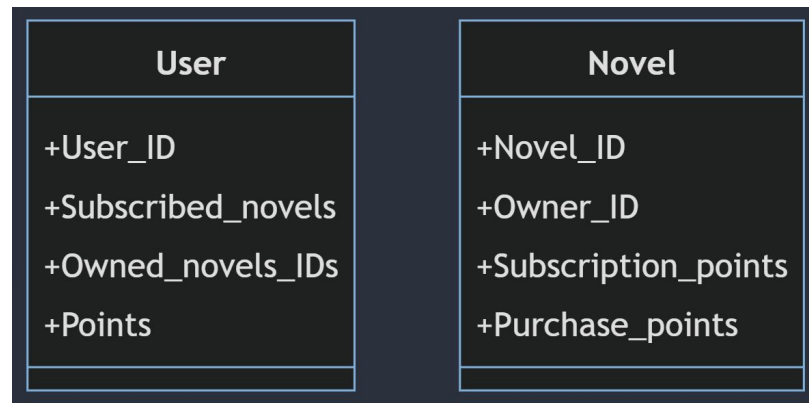 User
+User_ID
+Subscribed_novels
+Owned_novels_IDs
+Points
Novel
+Novel_ID
+Owner_ID
+Subscription_points
+Purchase_points